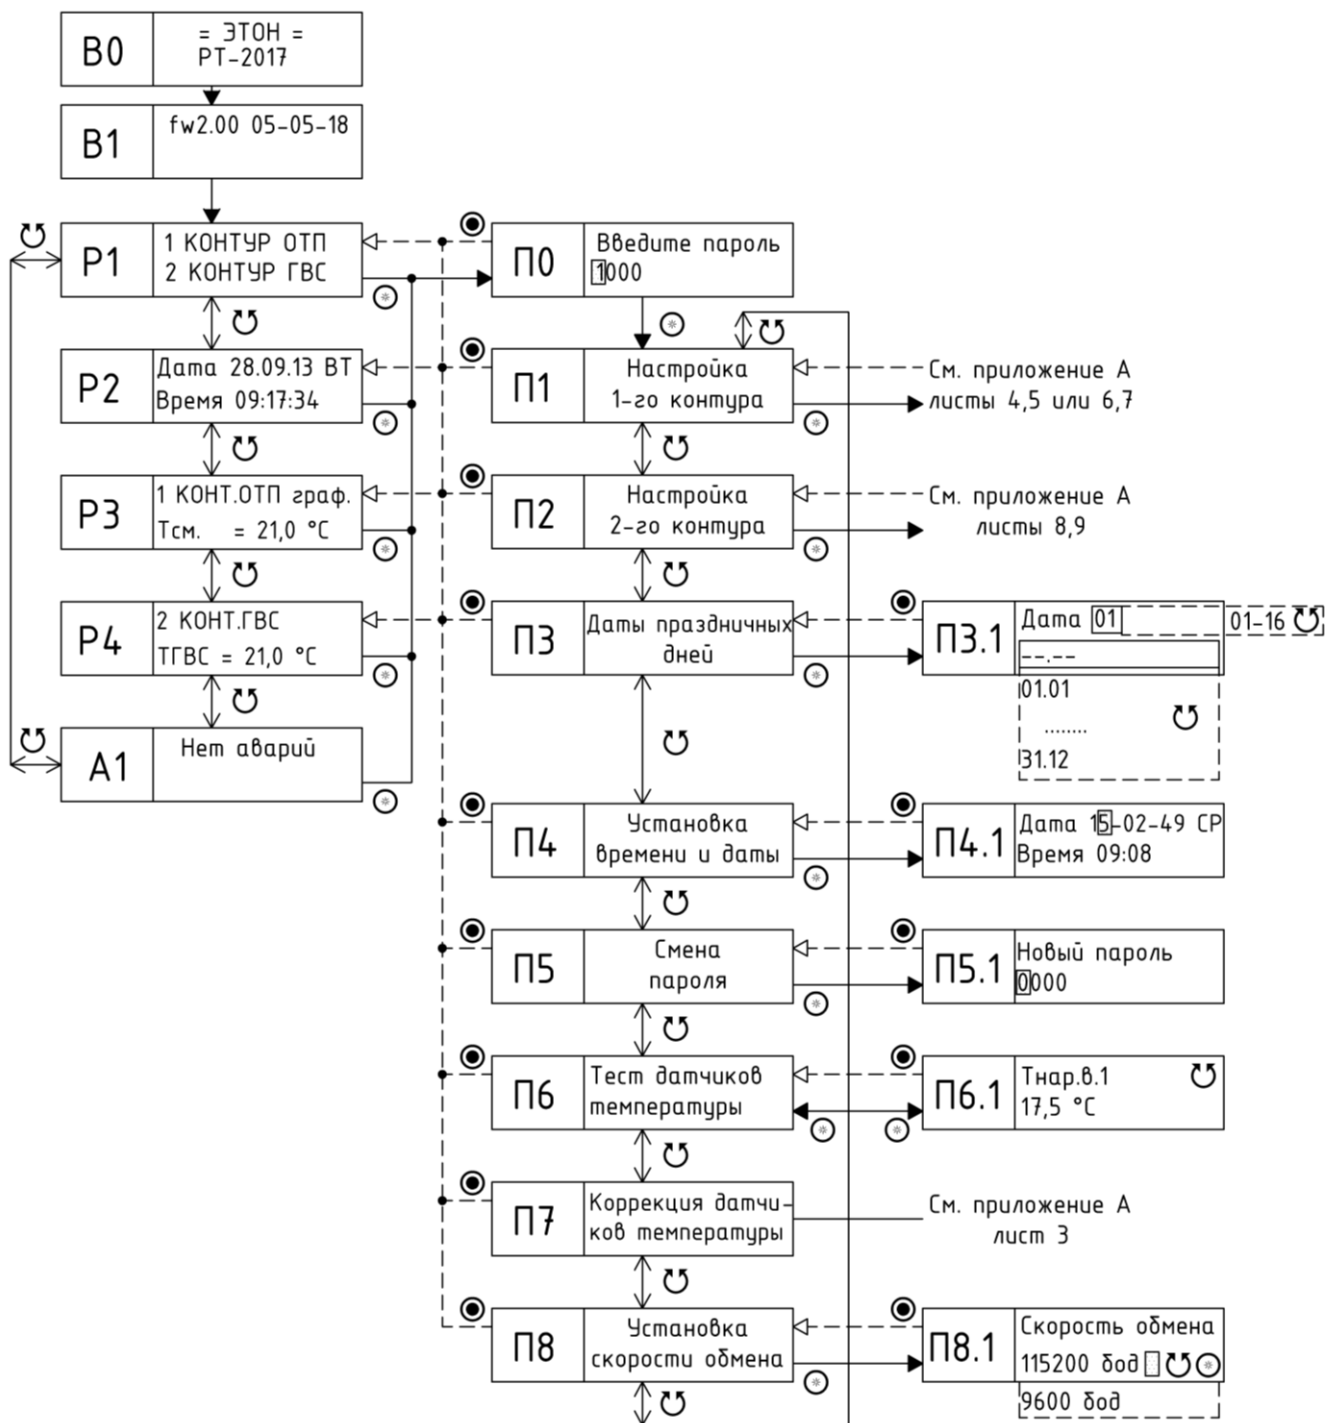 В0
= ЭТОН =
РТ-2017
В1
fw2.00 05-05-18
Р1
1 КОНТУР ОТП
2 КОНТУР ГВС
Р2
Дата 28.09.13 ВТ
Время 09:17:34
Р3
1 КОНТ.ОТП граф.
Тсм. = 21,0 °С
Р4
2 КОНТ.ГВС
ТГВС = 21,0 °С
А1
Нет аварий
П0
Введите пароль
1000
П1
Настройка
1-го контура
См. приложение А
листы 4,5 или 6,7
П2
Настройка
2-го контура
См. приложение А
листы 8,9
П3
Даты праздничных
дней
П3.1
Дата 01
01-16
--.--
01.01
........
31.12
П4
Установка
времени и даты
П4.1
Дата 15-02-49 СР
Время 09:08
П5
Смена
пароля
П5.1
Новый пароль
0000
П6
Тест датчиков
температуры
П6.1
Тнар.в.1
17,5 °С
П7
Коррекция датчи-
ков температуры
См. приложение А
лист 3
П8
Установка
скорости обмена
П8.1
Скорость обмена
115200 бод
9600 бод